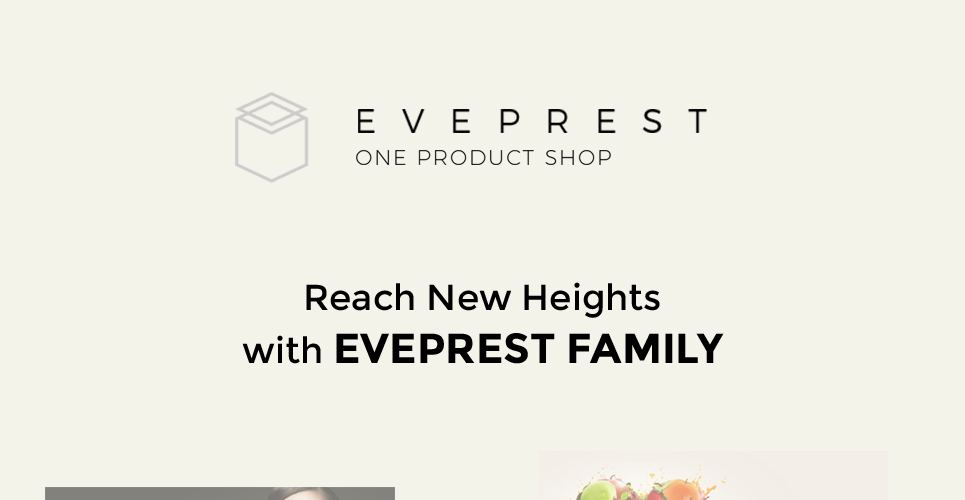 EVEPREST
ONE PRODUCT SHOP
Reach New Heights
with EVEPREST FAMILY